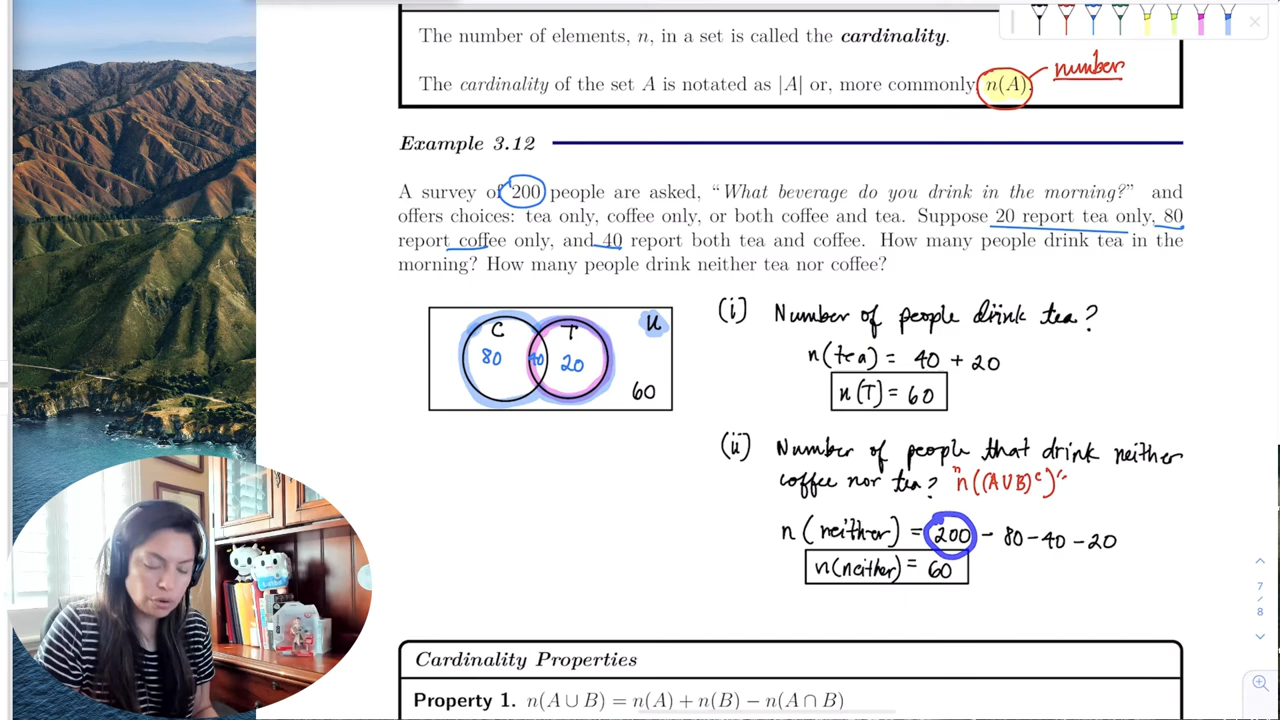 The number of elements, n, in a set is called the cardinality.
The cardinality of the set A is notated as |A| or, more commonly n(A).
number
Example 3.12
A survey of 200 people are asked, “What beverage do you drink in the morning?” and
offers choices: tea only, coffee only, or both coffee and tea. Suppose 20 report tea only, 80
report coffee only, and 40 report both tea and coffee. How many people drink tea in the
morning? How many people drink neither tea nor coffee?
C T U
80 40 20
60
(i) Number of people drink tea?
n(tea) = 40 + 20
n(T) = 60
(ii) Number of people that drink neither
coffee nor tea? "n((A∪B)ᶜ)"
n(neither) = 200 - 80 - 40 - 20
n(neither) = 60
7
/
8
Cardinality Properties
Property 1. n(A ∪ B) = n(A) + n(B) − n(A ∩ B)